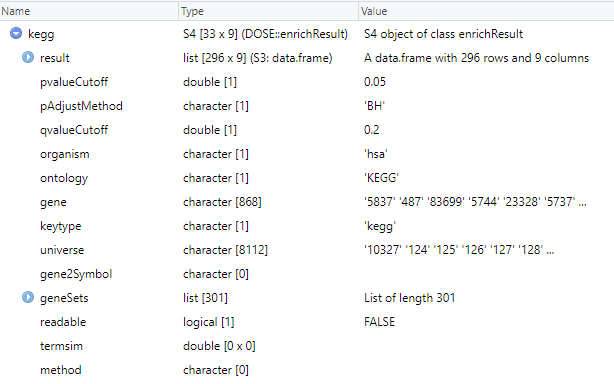 Name Type Value
kegg S4 [33 x 9] (DOSE::enrichResult) S4 object of class enrichResult
result list [296 x 9] (S3: data.frame) A data.frame with 296 rows and 9 columns
pvalueCutoff double [1] 0.05
pAdjustMethod character [1] 'BH'
qvalueCutoff double [1] 0.2
organism character [1] 'hsa'
ontology character [1] 'KEGG'
gene character [868] '5837' '487' '83699' '5744' '23328' '5737' ...
keytype character [1] 'kegg'
universe character [8112] '10327' '124' '125' '126' '127' '128' ...
gene2Symbol character [0]
geneSets list [301] List of length 301
readable logical [1] FALSE
termsim double [0 x 0]
method character [0]